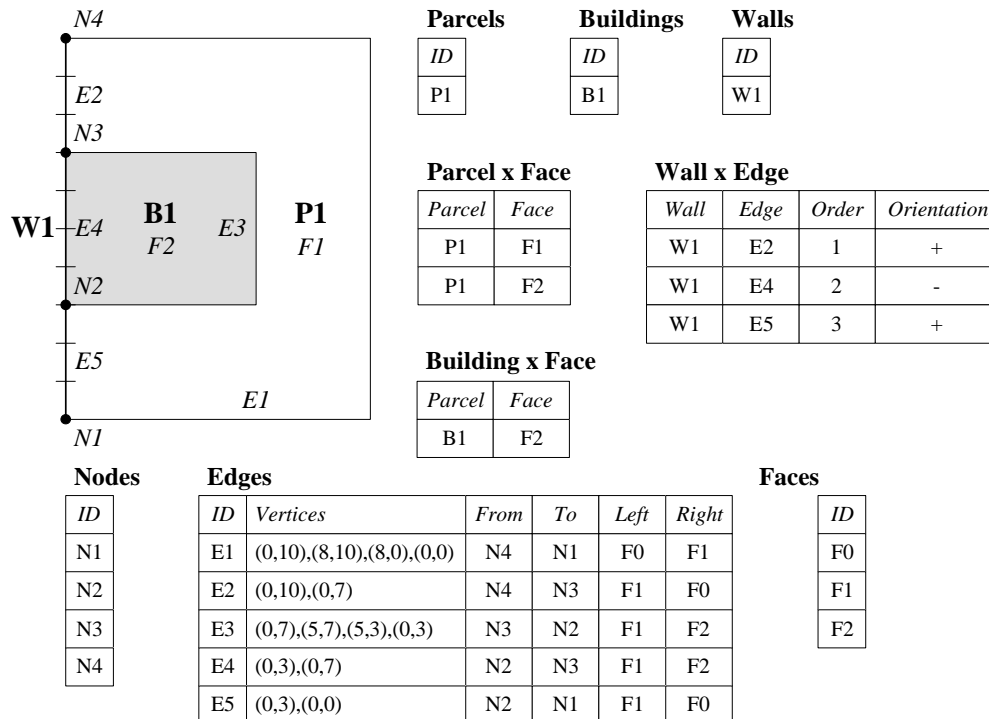 N4
E2
N3
W1 E4 B1 E3 P1
F2 F1
N2
E5
E1
N1
Parcels
ID
P1
Buildings
ID
B1
Walls
ID
W1
Parcel x Face
Parcel Face
P1 F1
P1 F2
Wall x Edge
Wall Edge Order Orientation
W1 E2 1 +
W1 E4 2 -
W1 E5 3 +
Building x Face
Parcel Face
B1 F2
Nodes
ID
N1
N2
N3
N4
Edges
ID Vertices From To Left Right
E1 (0,10),(8,10),(8,0),(0,0) N4 N1 F0 F1
E2 (0,10),(0,7) N4 N3 F1 F0
E3 (0,7),(5,7),(5,3),(0,3) N3 N2 F1 F2
E4 (0,3),(0,7) N2 N3 F1 F2
E5 (0,3),(0,0) N2 N1 F1 F0
Faces
ID
F0
F1
F2